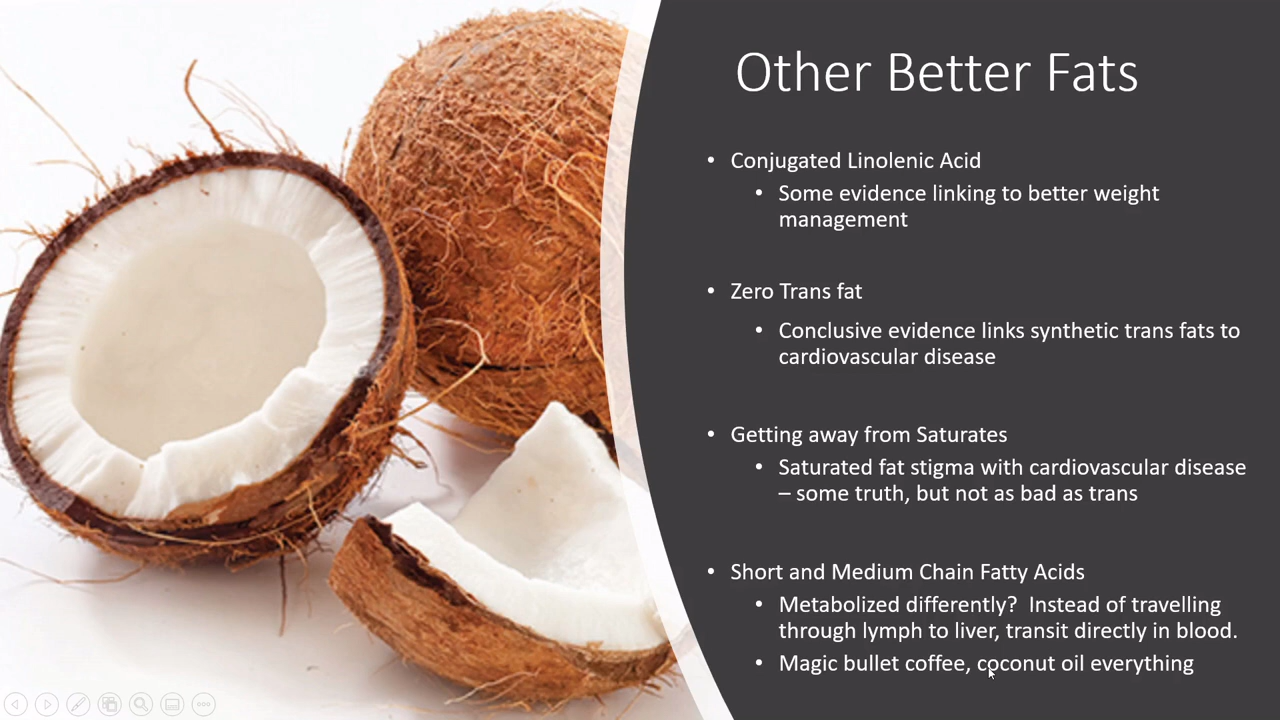 Other Better Fats
• Conjugated Linolenic Acid
• Some evidence linking to better weight
management
• Zero Trans fat
• Conclusive evidence links synthetic trans fats to
cardiovascular disease
• Getting away from Saturates
• Saturated fat stigma with cardiovascular disease
– some truth, but not as bad as trans
• Short and Medium Chain Fatty Acids
• Metabolized differently?  Instead of travelling
through lymph to liver, transit directly in blood.
• Magic bullet coffee, coconut oil everything